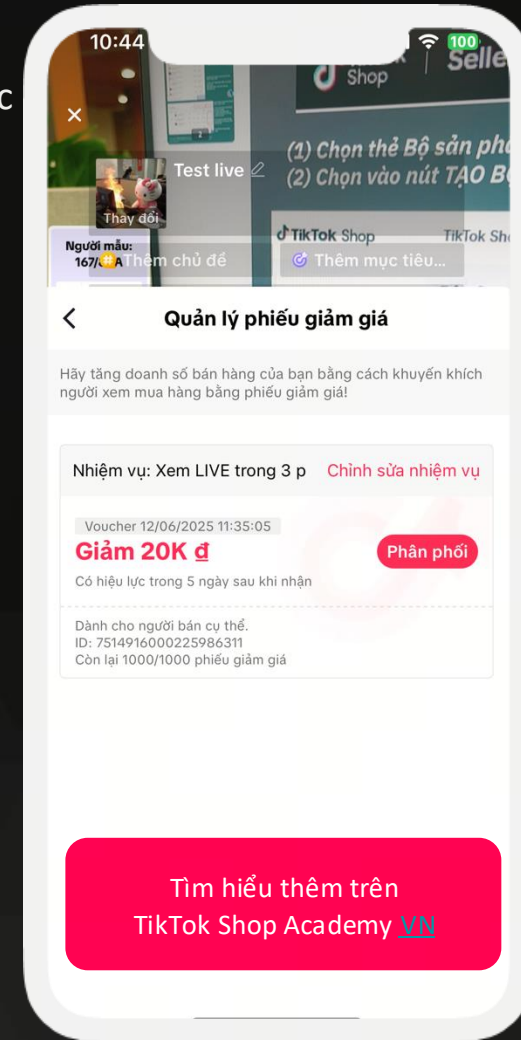 c
10:44
100
Shop
Selle
(1) Chọn thẻ Bộ sản ph
(2) Chọn vào nút TẠO B
Test live
Thay đổi
TikTok Shop
TikTok Sh
Người mẫu:
167/ A
Thêm chủ đề
Thêm mục tiêu...
Quản lý phiếu giảm giá
Hãy tăng doanh số bán hàng của bạn bằng cách khuyến khích
người xem mua hàng bằng phiếu giảm giá!
Nhiệm vụ: Xem LIVE trong 3 p
Chỉnh sửa nhiệm vụ
Voucher 12/06/2025 11:35:05
Giảm 20K ₫
Phân phối
Có hiệu lực trong 5 ngày sau khi nhận
Dành cho người bán cụ thể.
ID: 7514916000225986311
Còn lại 1000/1000 phiếu giảm giá
Tìm hiểu thêm trên
TikTok Shop Academy VN